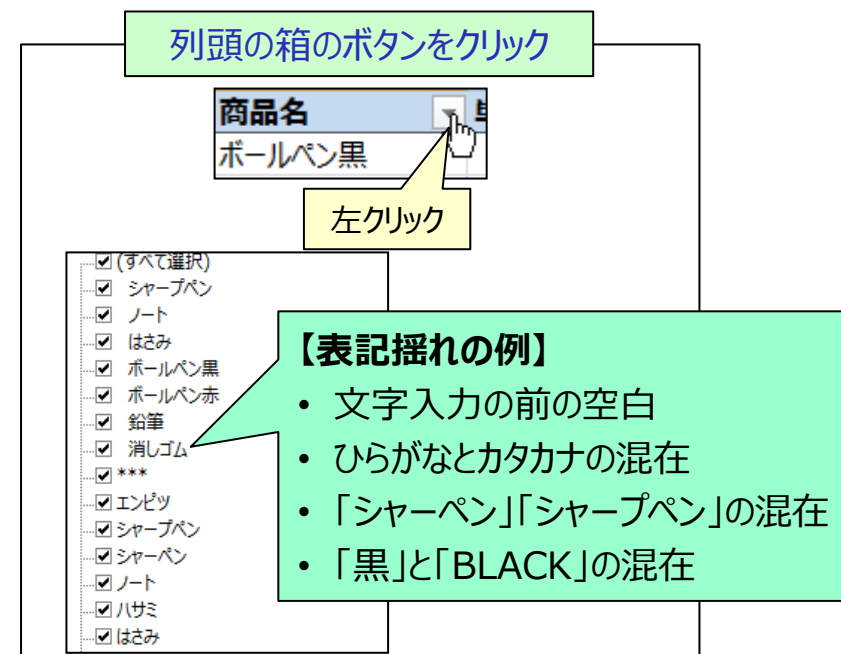 列頭の箱のボタンをクリック
商品名
ボールペン黒
左クリック
(すべて選択)
シャープペン
ノート
はさみ
ボールペン黒
ボールペン赤
鉛筆
消しゴム
***
エンピツ
シャープペン
シャーペン
ノート
ハサミ
はさみ
【表記揺れの例】
• 文字入力の前の空白
• ひらがなとカタカナの混在
• 「シャーペン」「シャープペン」の混在
• 「黒」と「BLACK」の混在